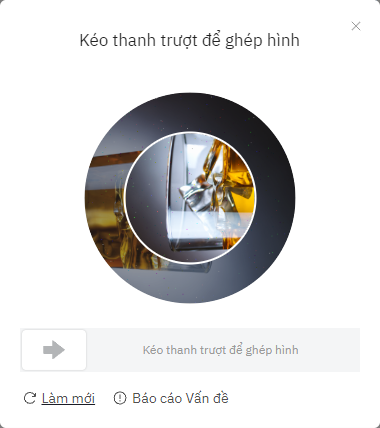 Kéo thanh trượt để ghép hình
Kéo thanh trượt để ghép hình
Làm mới
Báo cáo Vấn đề